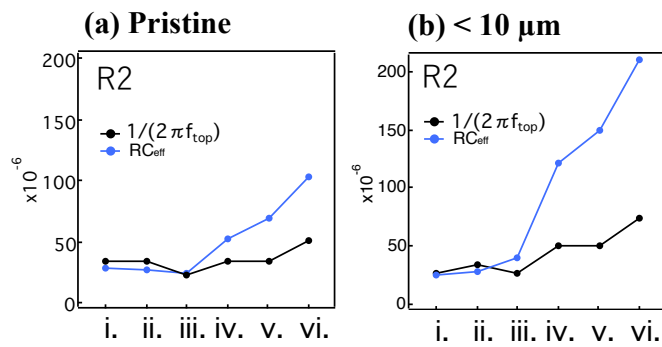 (a) Pristine
200
150
100
50
0
x10⁻⁶
R2
1/(2πf_top)
RC_eff
i. ii. iii. iv. v. vi.
(b) < 10 µm
200
150
100
50
0
x10⁻⁶
R2
1/(2πf_top)
RC_eff
i. ii. iii. iv. v. vi.